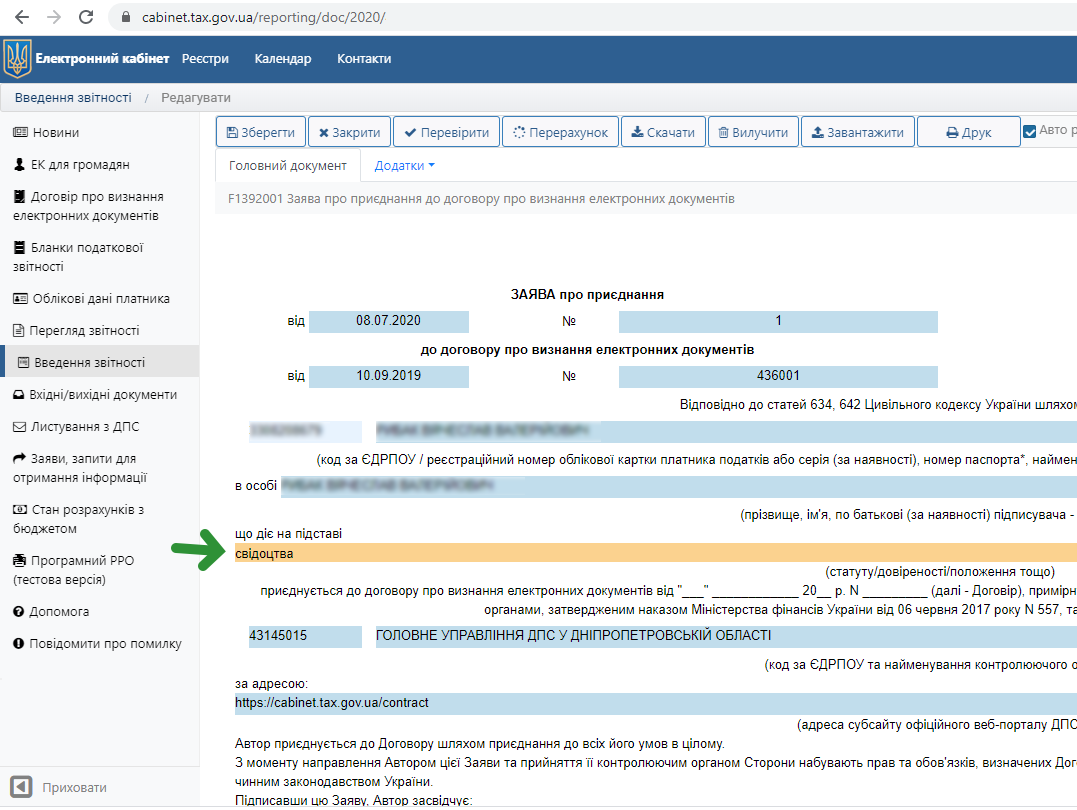 cabinet.tax.gov.ua/reporting/doc/2020/
Електронний кабінет Реєстри Календар Контакти
Введення звітності / Редагувати
Новини
ЕК для громадян
Договір про визнання
електронних документів
Бланки податкової
звітності
Облікові дані платника
Перегляд звітності
Введення звітності
Вхідні/вихідні документи
Листування з ДПС
Заяви, запити для
отримання інформації
Стан розрахунків з
бюджетом
Програмний РРО
(тестова версія)
Допомога
Повідомити про помилку
Приховати
Зберегти Закрити Перевірити Перерахунок Скачати Вилучити Завантажити Друк Авто р
Головний документ Додатки
F1392001 Заява про приєднання до договору про визнання електронних документів
ЗАЯВА про приєднання
від 08.07.2020 № 1
до договору про визнання електронних документів
від 10.09.2019 № 436001
Відповідно до статей 634, 642 Цивільного кодексу України шляхом
(код за ЄДРПОУ / реєстраційний номер облікової картки платника податків або серія (за наявності), номер паспорта*, наймен
в особі
(прізвище, ім'я, по батькові (за наявності) підписувача -
що діє на підставі
свідоцтва
(статуту/довіреності/положення тощо)
приєднується до договору про визнання електронних документів від "___" ____________ 20__ р. N _________ (далі - Договір), примірн
органами, затвердженим наказом Міністерства фінансів України від 06 червня 2017 року N 557, та
43145015 ГОЛОВНЕ УПРАВЛІННЯ ДПС У ДНІПРОПЕТРОВСЬКІЙ ОБЛАСТІ
(код за ЄДРПОУ та найменування контролюючого о
за адресою:
https://cabinet.tax.gov.ua/contract
(адреса субсайту офіційного веб-порталу ДПС
Автор приєднується до Договору шляхом приєднання до всіх його умов в цілому.
З моменту направлення Автором цієї Заяви та прийняття її контролюючим органом Сторони набувають прав та обов'язків, визначених Дог
чинним законодавством України.
Підписавши цю Заяву, Автор засвідчує: